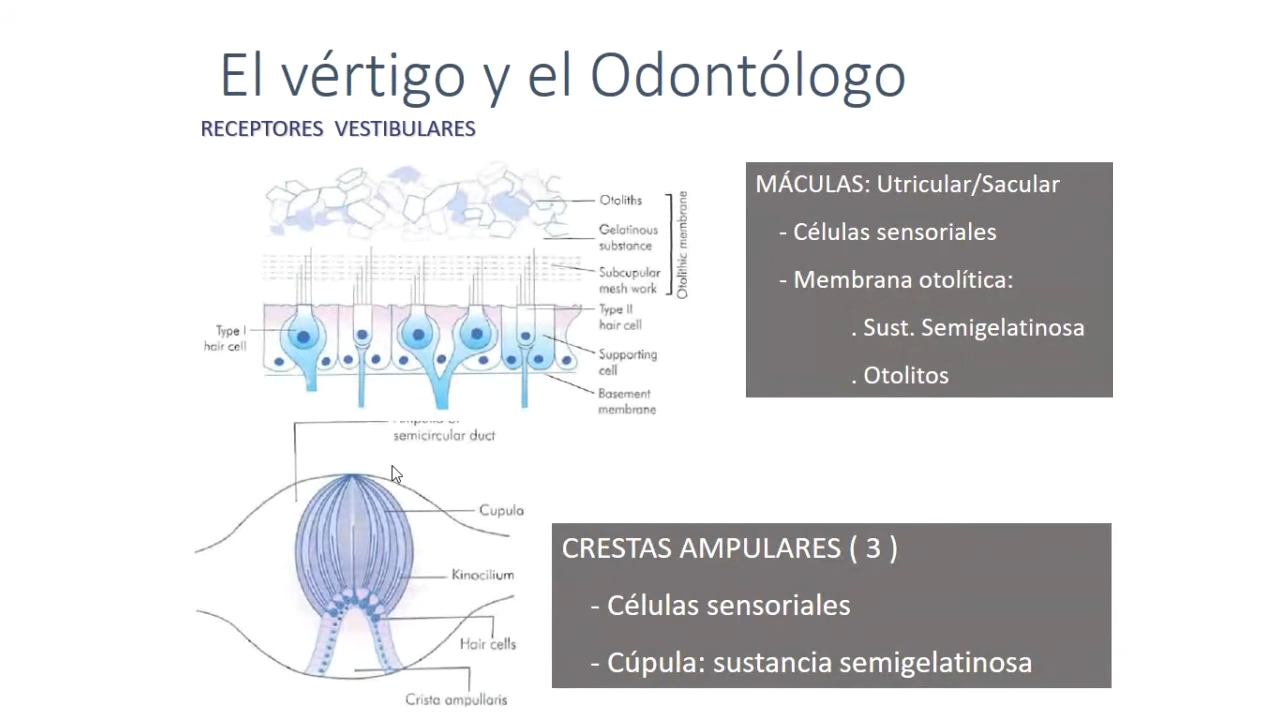 El vértigo y el Odontólogo
RECEPTORES VESTIBULARES
Otoliths
Gelatinous
substance
Subcupular
mesh work
Otolithic membrane
Type I
hair cell
Type II
hair cell
Supporting
cell
Basement
membrane
MÁCULAS: Utricular/Sacular
- Células sensoriales
- Membrana otolítica:
. Sust. Semigelatinosa
. Otolitos
semicircular duct
Cupula
Kinocilium
Hair cells
Crista ampullaris
CRESTAS AMPULARES ( 3 )
- Células sensoriales
- Cúpula: sustancia semigelatinosa